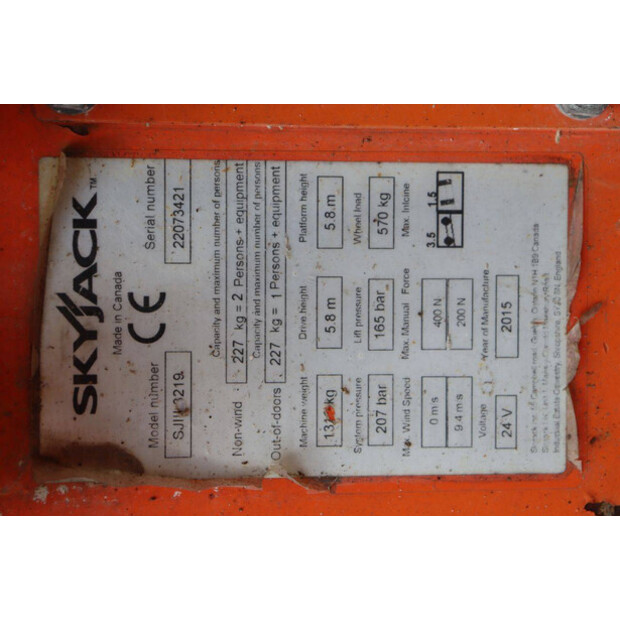 SKYJACK™
Made in Canada
CE
Model number
Serial number
22073421
Capacity and maximum number of persons
Non-wind 227 kg = 2 Persons + equipment
Capacity and maximum number of persons
Out-of-doors 227 kg = 1 Persons + equipment
Machine weight Drive height Platform height
kg 5.8 m 5.8 m
System pressure Lift pressure Wheel load
207 bar 165 bar 570 kg
Max. Wind Speed Max. Manual Force Max. Incline
0 m/s 400 N 3.5 1.5
9.4 m/s 200 N
Voltage Year of Manufacture
24 V 2015